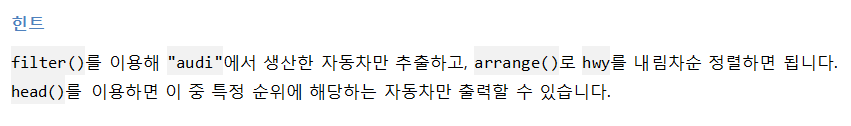 힌트
filter()를 이용해 "audi"에서 생산한 자동차만 추출하고, arrange()로 hwy를 내림차순 정렬하면 됩니다.
head()를 이용하면 이 중 특정 순위에 해당하는 자동차만 출력할 수 있습니다.